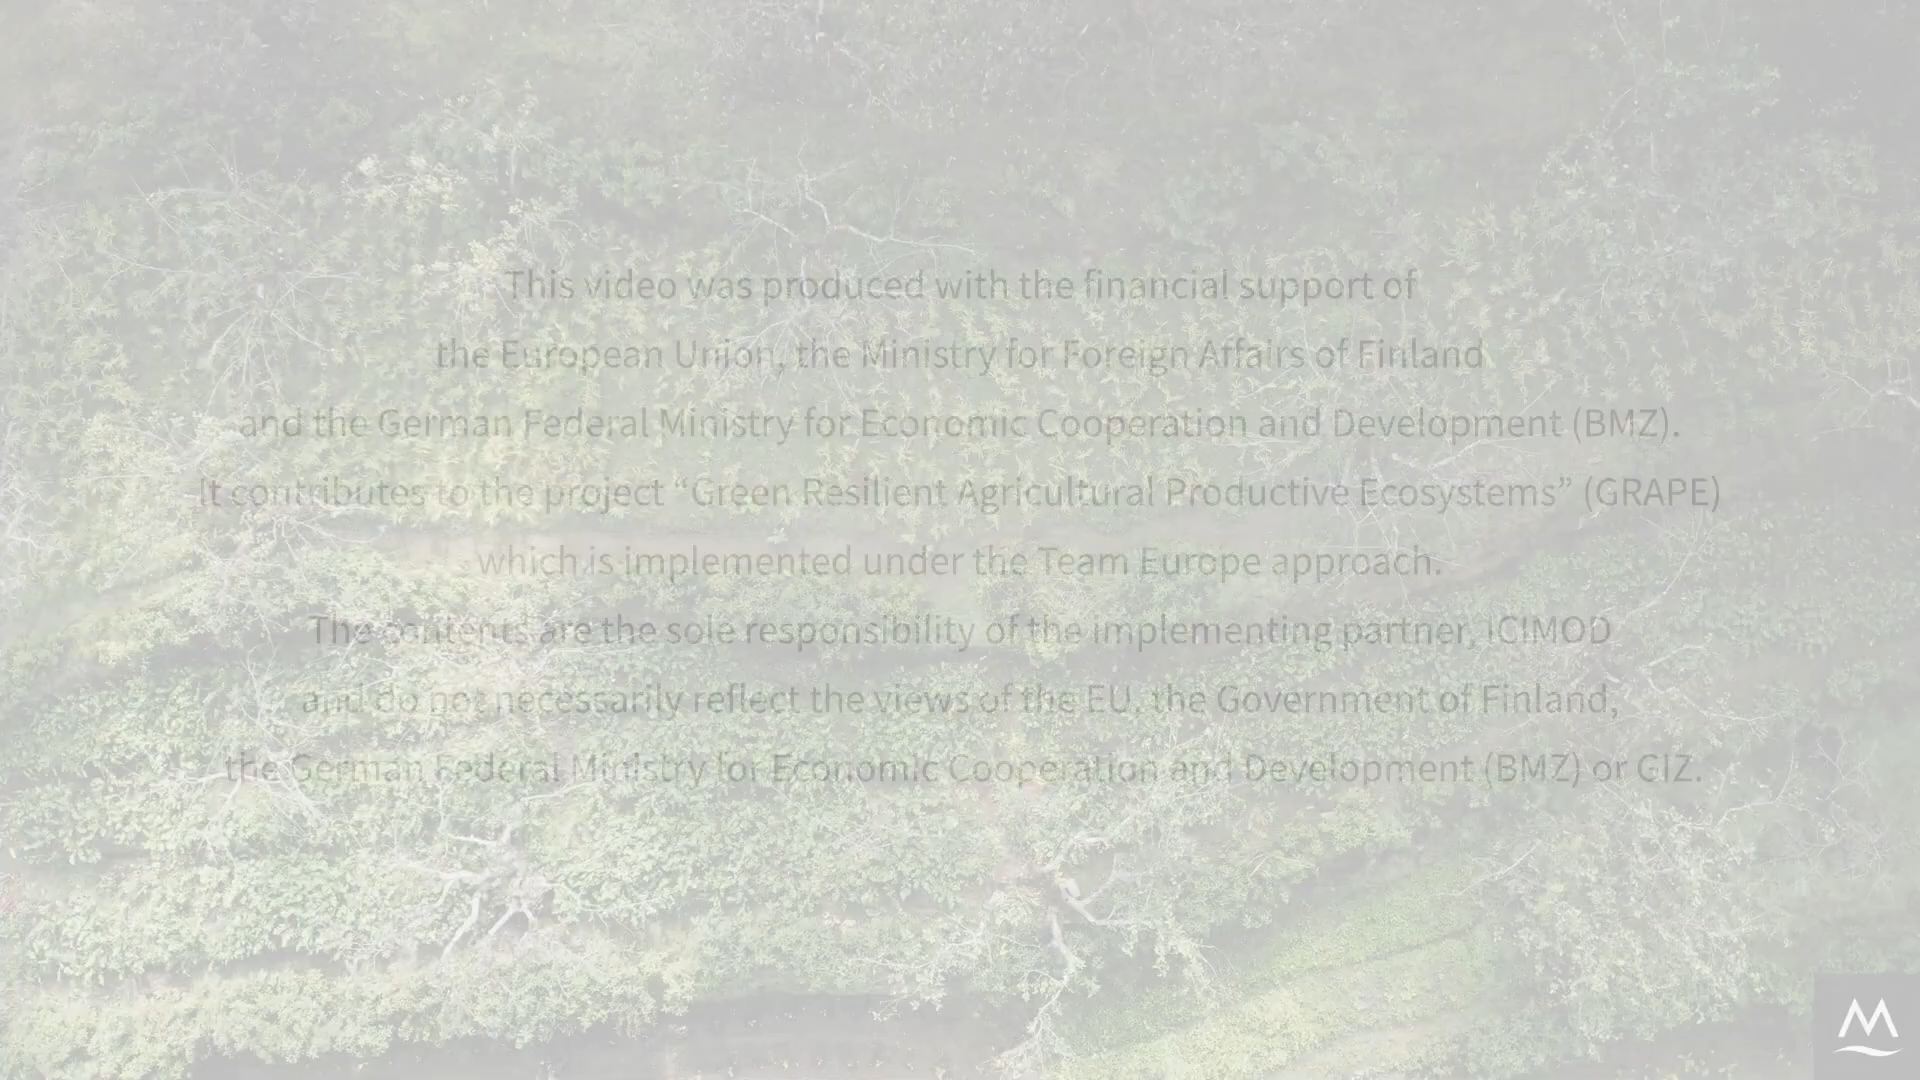 This video was produced with the financial support of
the European Union, the Ministry for Foreign Affairs of Finland
and the German Federal Ministry for Economic Cooperation and Development (BMZ).
It contributes to the project “Green Resilient Agricultural Productive Ecosystems” (GRAPE)
which is implemented under the Team Europe approach.
The contents are the sole responsibility of the implementing partner, ICIMOD
and do not necessarily reflect the views of the EU, the Government of Finland,
the German Federal Ministry for Economic Cooperation and Development (BMZ) or GIZ.